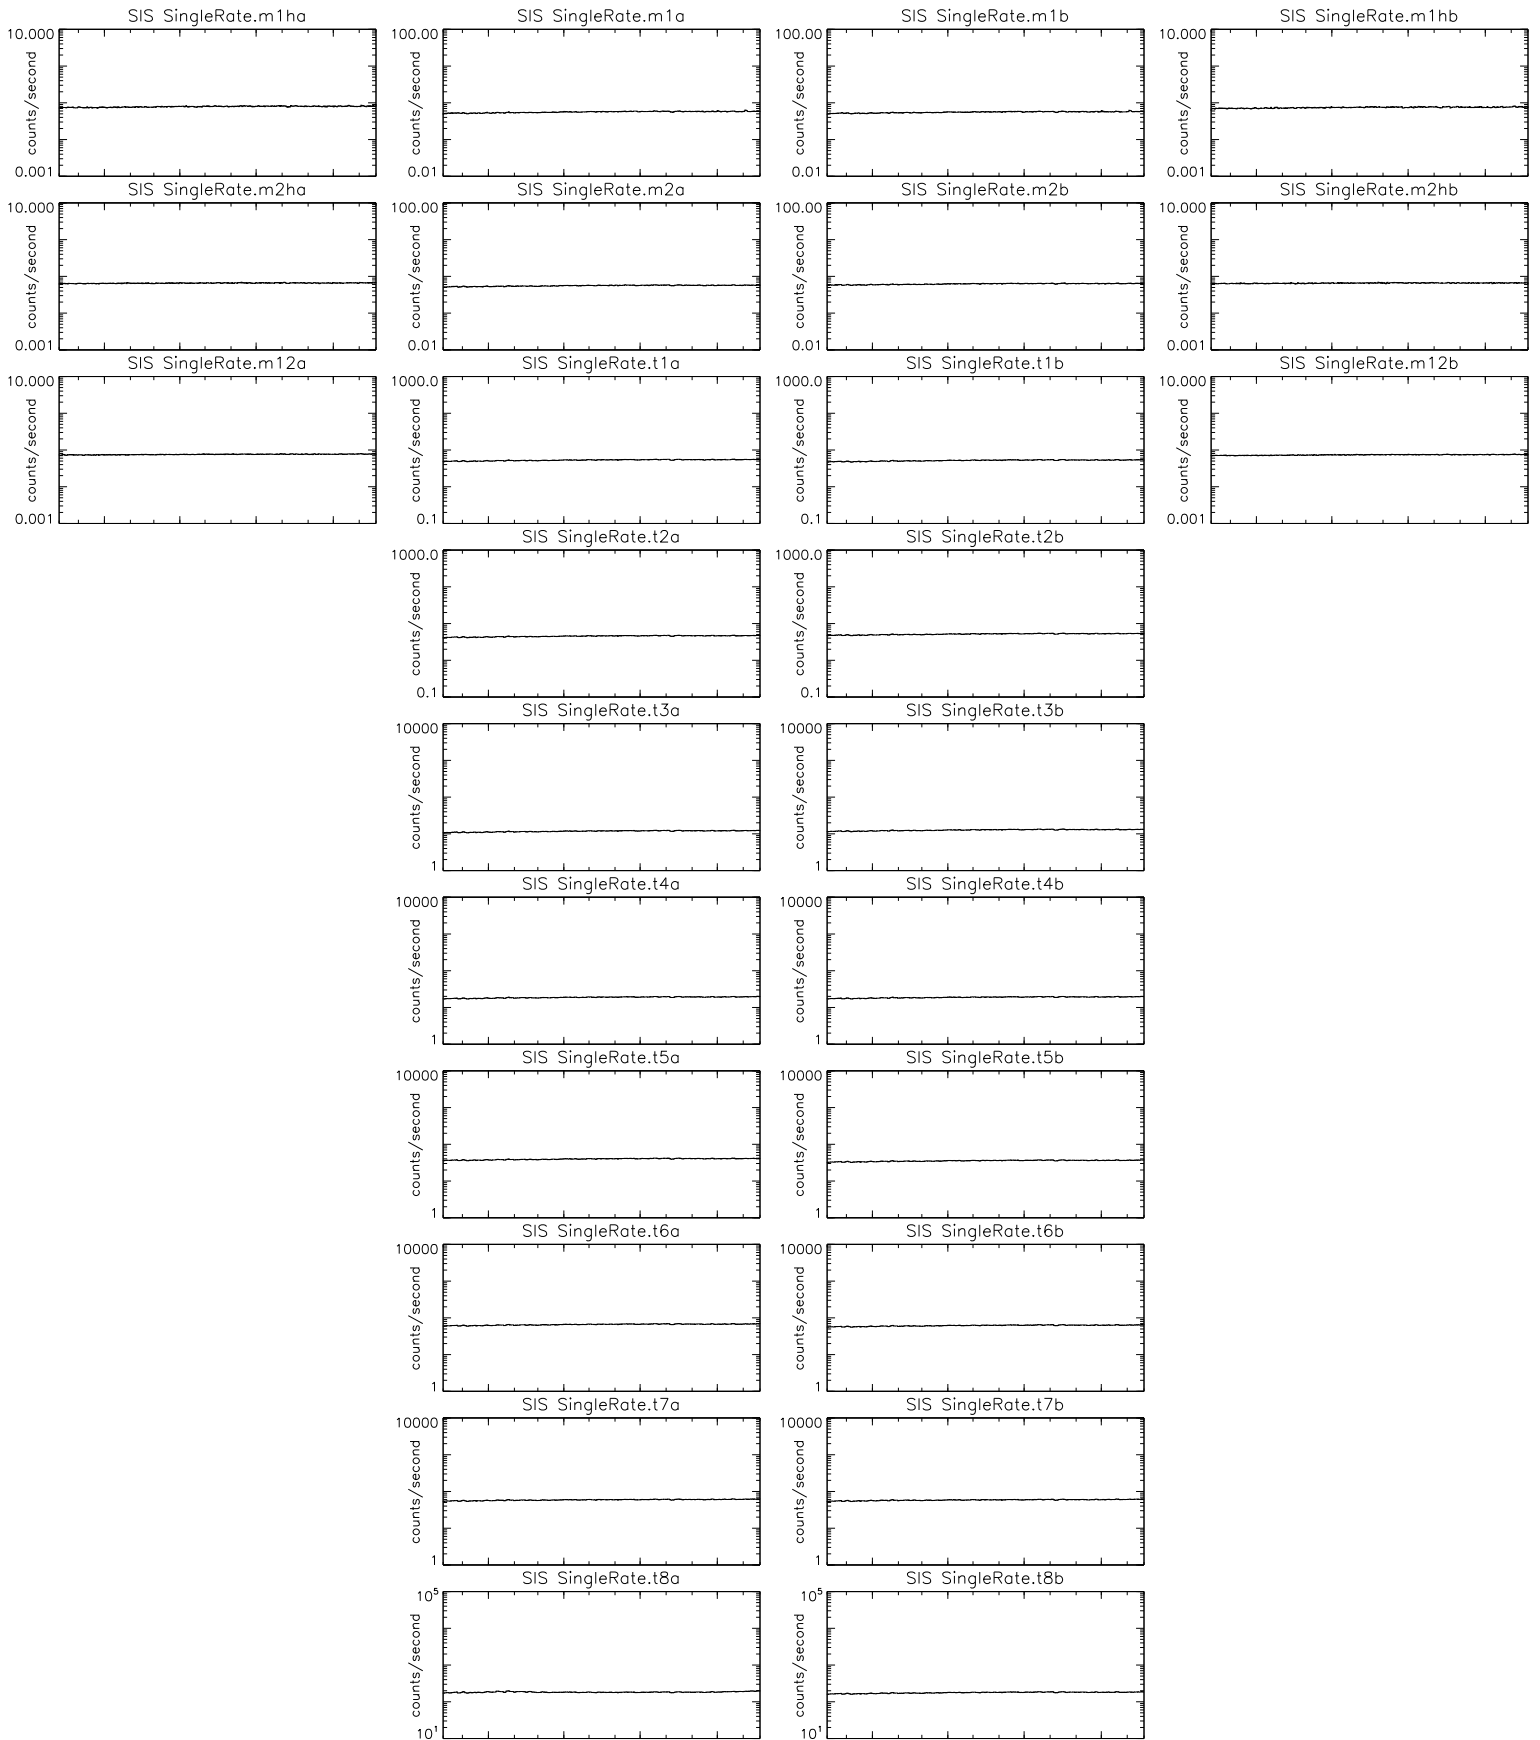 SIS SingleRate.m1ha
10.000
counts/second
0.001
SIS SingleRate.m1a
100.00
counts/second
0.01
SIS SingleRate.m1b
100.00
counts/second
0.01
SIS SingleRate.m1hb
10.000
counts/second
0.001
SIS SingleRate.m2ha
10.000
counts/second
0.001
SIS SingleRate.m2a
100.00
counts/second
0.01
SIS SingleRate.m2b
100.00
counts/second
0.01
SIS SingleRate.m2hb
10.000
counts/second
0.001
SIS SingleRate.m12a
10.000
counts/second
0.001
SIS SingleRate.t1a
1000.0
counts/second
0.1
SIS SingleRate.t1b
1000.0
counts/second
0.1
SIS SingleRate.m12b
10.000
counts/second
0.001
SIS SingleRate.t2a
1000.0
counts/second
0.1
SIS SingleRate.t2b
1000.0
counts/second
0.1
SIS SingleRate.t3a
10000
counts/second
1
SIS SingleRate.t3b
10000
counts/second
1
SIS SingleRate.t4a
10000
counts/second
1
SIS SingleRate.t4b
10000
counts/second
1
SIS SingleRate.t5a
10000
counts/second
1
SIS SingleRate.t5b
10000
counts/second
1
SIS SingleRate.t6a
10000
counts/second
1
SIS SingleRate.t6b
10000
counts/second
1
SIS SingleRate.t7a
10000
counts/second
1
SIS SingleRate.t7b
10000
counts/second
1
SIS SingleRate.t8a
10⁵
counts/second
10¹
SIS SingleRate.t8b
10⁵
counts/second
10¹